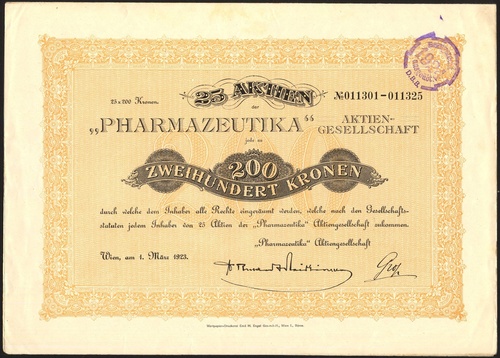 25 x 200 Kronen.
25 AKTIEN
der
№011301-011325
„PHARMAZEUTIKA“
AKTIEN-
GESELLSCHAFT
jede zu
200
ZWEIHUNDERT KRONEN
durch welche dem Inhaber alle Rechte eingeräumt werden, welche nach den Gesellschafts-
statuten jedem Inhaber von 25 Aktien der „Pharmazeutika“ Aktiengesellschaft zukommen.
„Pharmazeutika“ Aktiengesellschaft
Wien, am 1. März 1923.